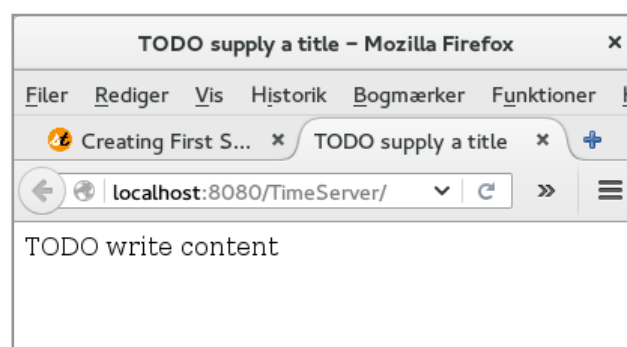 TODO supply a title – Mozilla Firefox ×
Filer Rediger Vis Historik Bogmærker Funktioner
Creating First S... × TODO supply a title ×
localhost:8080/TimeServer/
TODO write content